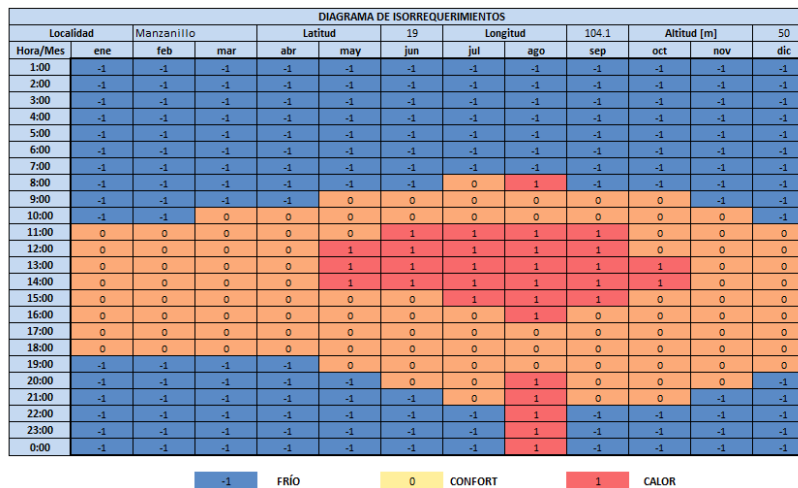 DIAGRAMA DE ISORREQUERIMIENTOS
Localidad Manzanillo Latitud 19 Longitud 104.1 Altitud [m] 50
Hora/Mes ene feb mar abr may jun jul ago sep oct nov dic
1:00 -1 -1 -1 -1 -1 -1 -1 -1 -1 -1 -1 -1
2:00 -1 -1 -1 -1 -1 -1 -1 -1 -1 -1 -1 -1
3:00 -1 -1 -1 -1 -1 -1 -1 -1 -1 -1 -1 -1
4:00 -1 -1 -1 -1 -1 -1 -1 -1 -1 -1 -1 -1
5:00 -1 -1 -1 -1 -1 -1 -1 -1 -1 -1 -1 -1
6:00 -1 -1 -1 -1 -1 -1 -1 -1 -1 -1 -1 -1
7:00 -1 -1 -1 -1 -1 -1 -1 -1 -1 -1 -1 -1
8:00 -1 -1 -1 -1 -1 -1 0 1 -1 -1 -1 -1
9:00 -1 -1 -1 -1 0 0 0 0 0 0 -1 -1
10:00 -1 -1 0 0 0 0 0 0 0 0 0 -1
11:00 0 0 0 0 0 1 1 1 1 0 0 0
12:00 0 0 0 0 1 1 1 1 1 0 0 0
13:00 0 0 0 0 1 1 1 1 1 1 0 0
14:00 0 0 0 0 1 1 1 1 1 1 0 0
15:00 0 0 0 0 0 0 1 1 1 0 0 0
16:00 0 0 0 0 0 0 0 1 0 0 0 0
17:00 0 0 0 0 0 0 0 0 0 0 0 0
18:00 0 0 0 0 0 0 0 0 0 0 0 0
19:00 -1 -1 -1 -1 0 0 0 0 0 0 0 0
20:00 -1 -1 -1 -1 -1 0 0 1 0 0 0 -1
21:00 -1 -1 -1 -1 -1 -1 0 1 0 0 -1 -1
22:00 -1 -1 -1 -1 -1 -1 -1 1 -1 -1 -1 -1
23:00 -1 -1 -1 -1 -1 -1 -1 1 -1 -1 -1 -1
0:00 -1 -1 -1 -1 -1 -1 -1 1 -1 -1 -1 -1
-1 FRÍO 0 CONFORT 1 CALOR